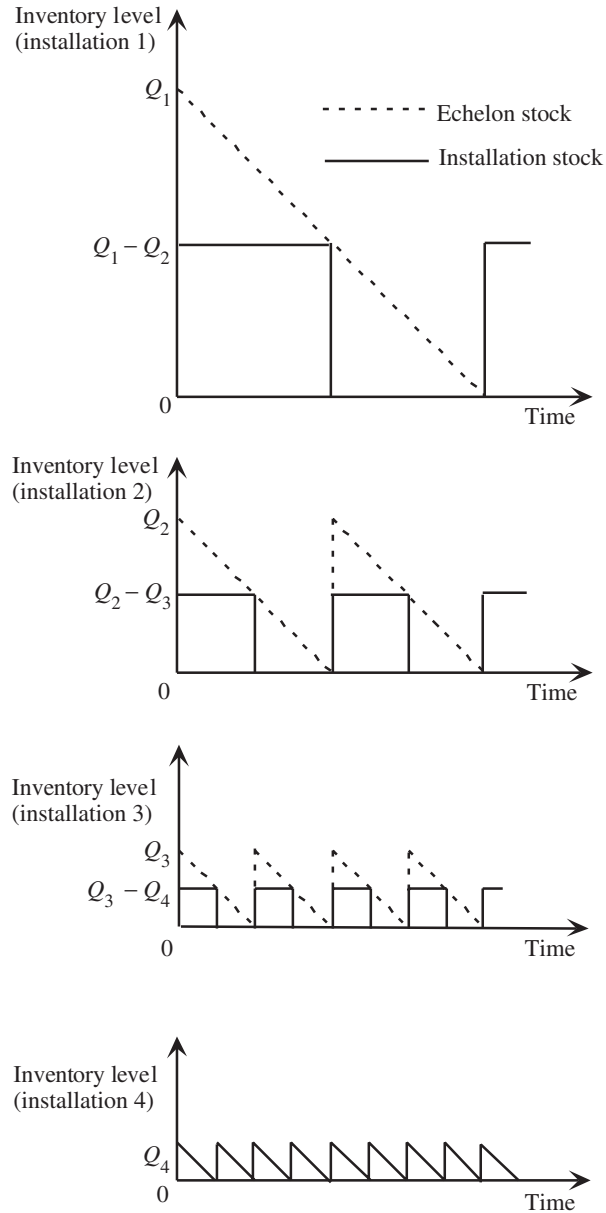 Inventory level
(installation 1)
Q₁
Echelon stock
Installation stock
Q₁ − Q₂
0
Time
Inventory level
(installation 2)
Q₂
Q₂ − Q₃
0
Time
Inventory level
(installation 3)
Q₃
Q₃ − Q₄
0
Time
Inventory level
(installation 4)
Q₄
0
Time